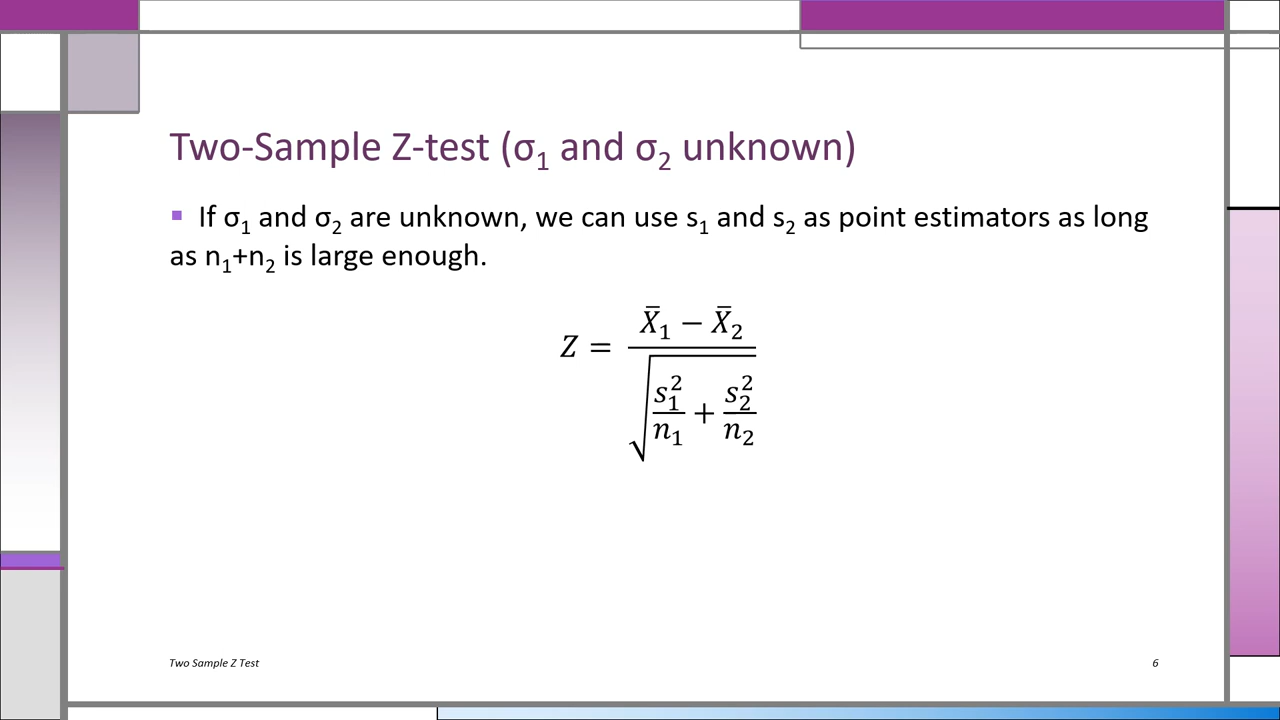 Two-Sample Z-test (σ₁ and σ₂ unknown)
▪ If σ₁ and σ₂ are unknown, we can use s₁ and s₂ as point estimators as long
as n₁+n₂ is large enough.
Z = (X̄₁ − X̄₂) / √(s₁²/n₁ + s₂²/n₂)
Two Sample Z Test 6